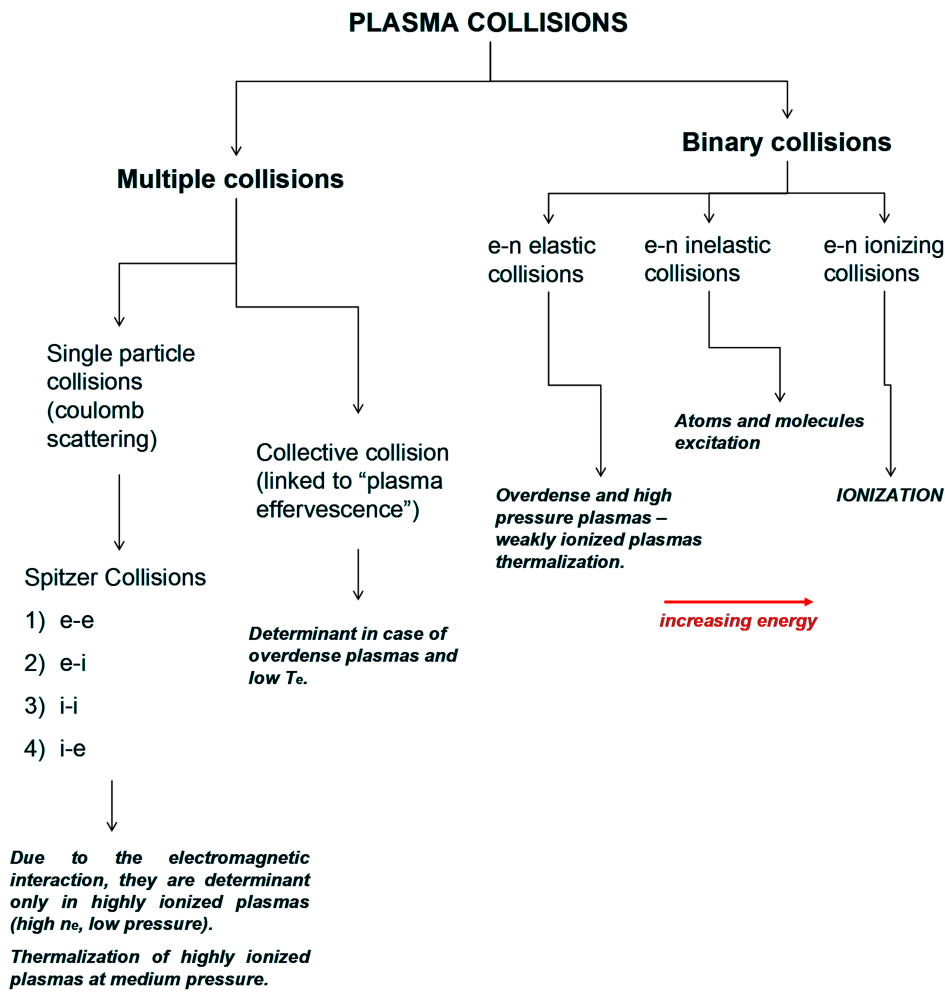 PLASMA COLLISIONS
Multiple collisions
Binary collisions
Single particle
collisions
(coulomb
scattering)
Collective collision
(linked to “plasma
effervescence”)
e-n elastic
collisions
e-n inelastic
collisions
e-n ionizing
collisions
Spitzer Collisions
1) e-e
2) e-i
3) i-i
4) i-e
Determinant in case of
overdense plasmas and
low Te.
Overdense and high
pressure plasmas –
weakly ionized plasmas
thermalization.
Atoms and molecules
excitation
IONIZATION
increasing energy
Due to the electromagnetic
interaction, they are determinant
only in highly ionized plasmas
(high ne, low pressure).
Thermalization of highly ionized
plasmas at medium pressure.